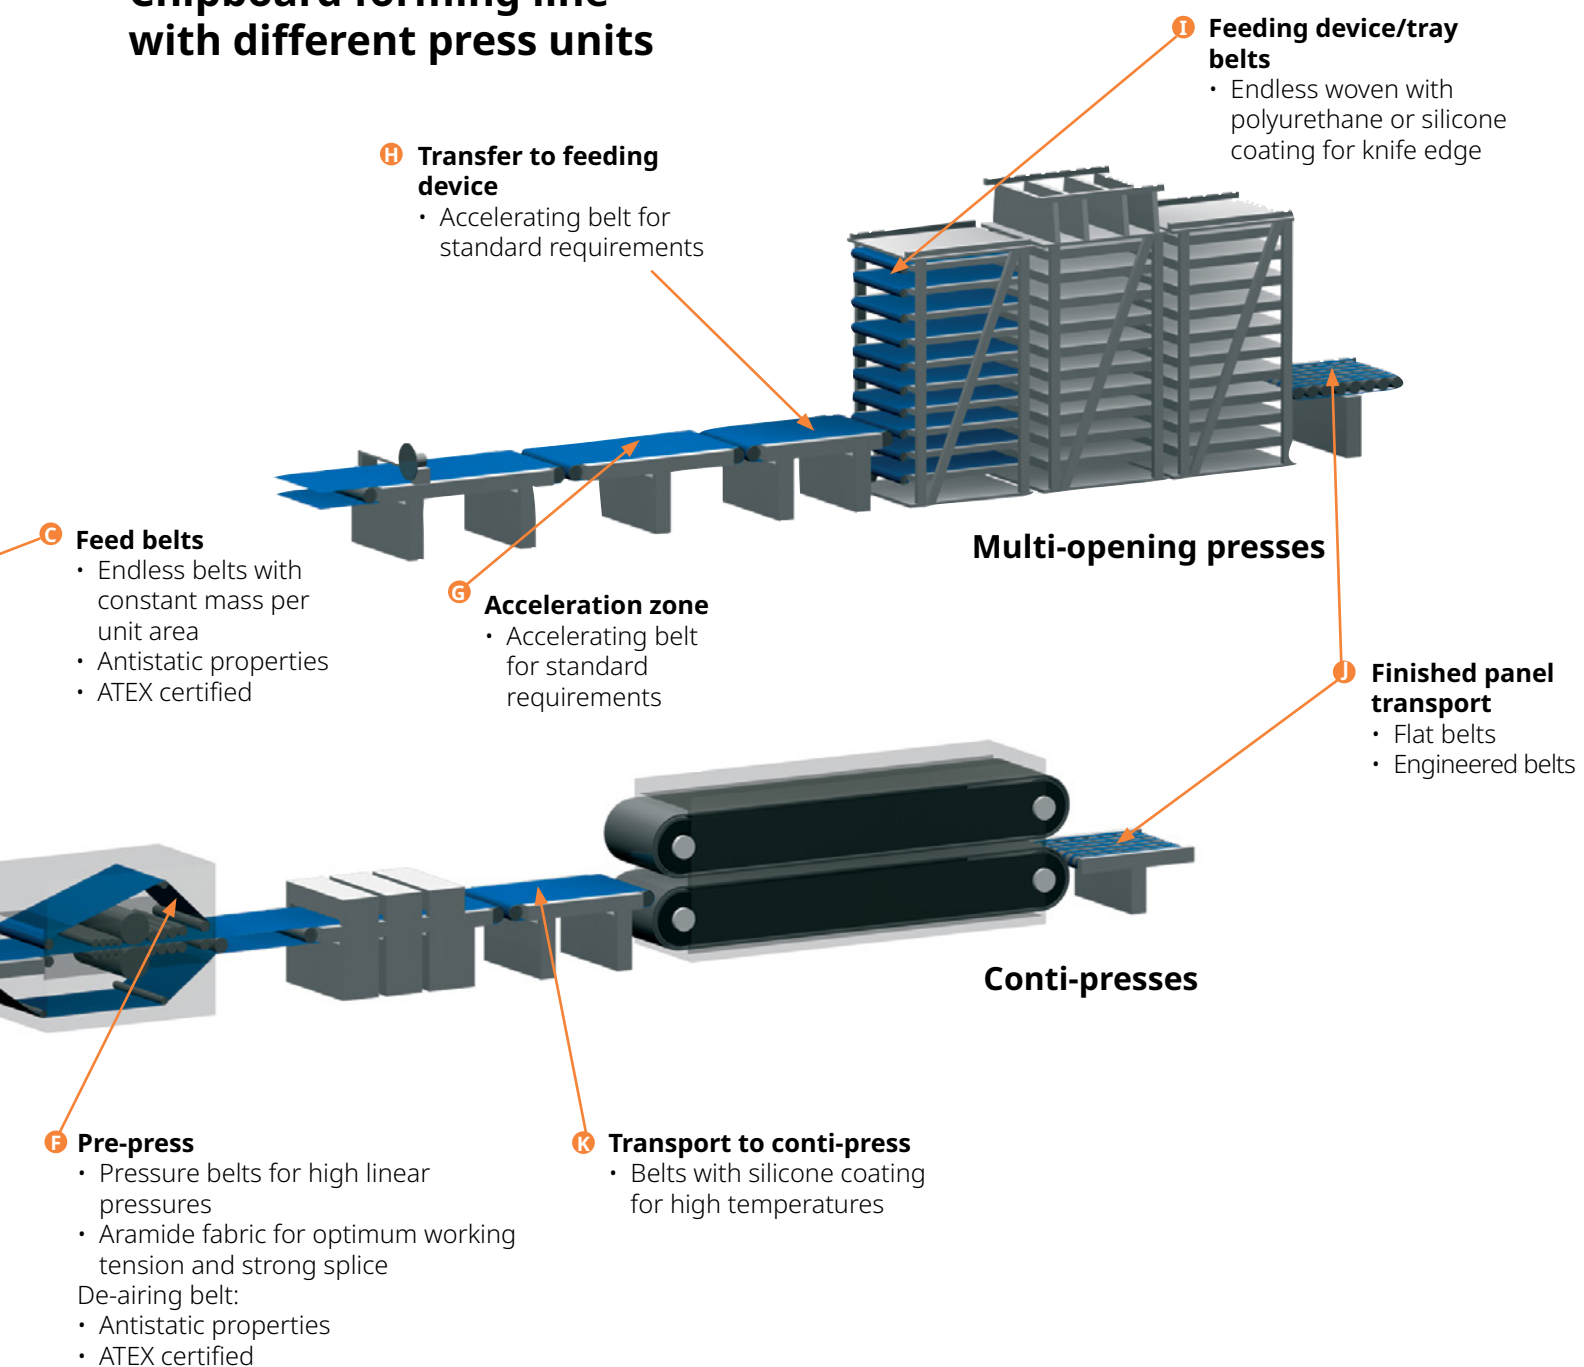 Chipboard forming line
with different press units
I
Feeding device/tray
belts
• Endless woven with
polyurethane or silicone
coating for knife edge
H
Transfer to feeding
device
• Accelerating belt for
standard requirements
Multi-opening presses
C
Feed belts
• Endless belts with
constant mass per
unit area
• Antistatic properties
• ATEX certified
G
Acceleration zone
• Accelerating belt
for standard
requirements
J
Finished panel
transport
• Flat belts
• Engineered belts
Conti-presses
F
Pre-press
• Pressure belts for high linear
pressures
• Aramide fabric for optimum working
tension and strong splice
De-airing belt:
• Antistatic properties
• ATEX certified
K
Transport to conti-press
• Belts with silicone coating
for high temperatures